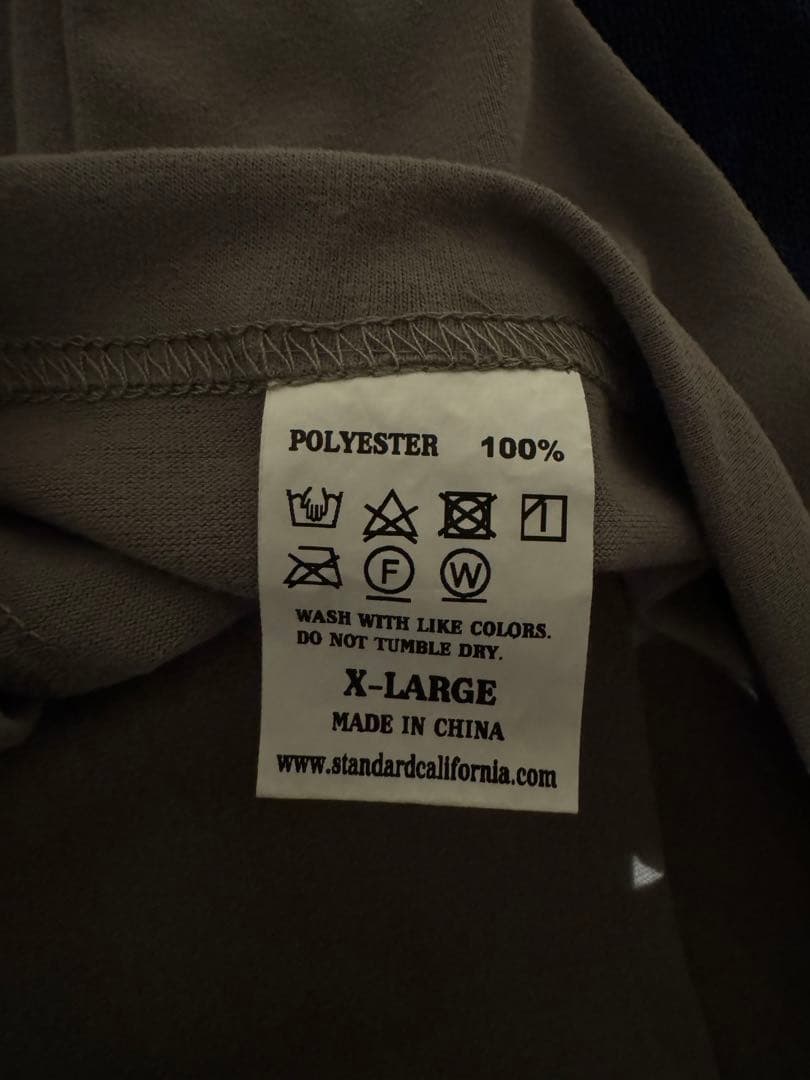 POLYESTER 100%
F W
WASH WITH LIKE COLORS.
DO NOT TUMBLE DRY.
X-LARGE
MADE IN CHINA
www.standardcalifornia.com